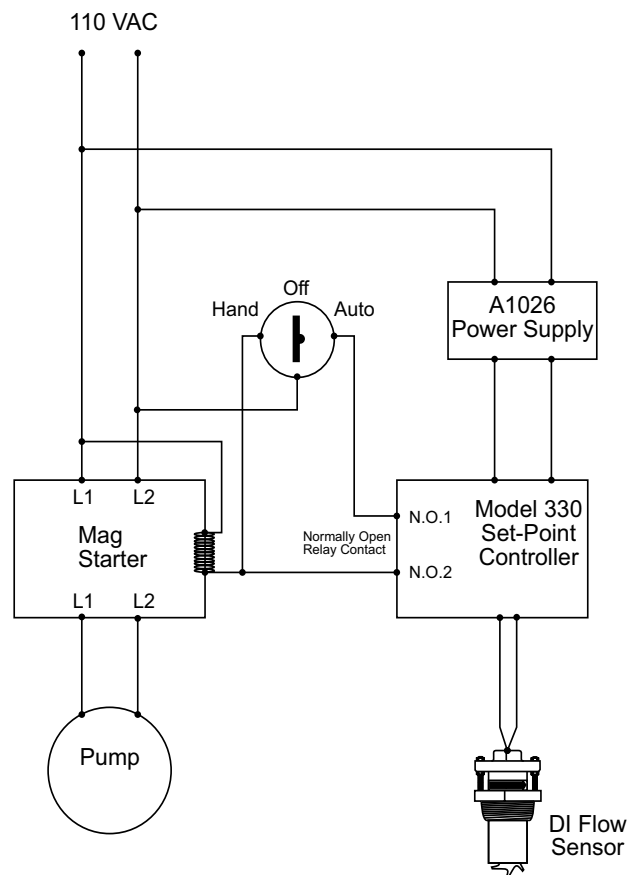 110 VAC
Off
Hand
Auto
A1026
Power Supply
L1
L2
Mag
Starter
L1
L2
Normally Open
Relay Contact
N.O.1
N.O.2
Model 330
Set-Point
Controller
Pump
DI Flow
Sensor